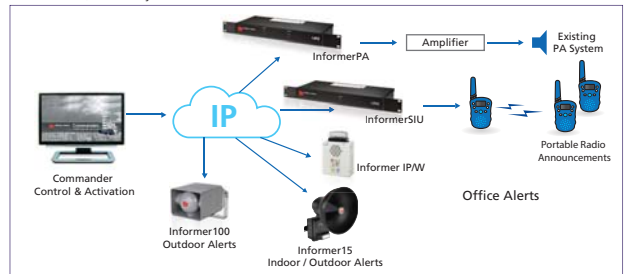 InformerPA
Amplifier
Existing
PA System
IP
InformerSIU
Portable Radio
Announcements
Informer IP/W
Commander
Control & Activation
Office Alerts
Informer100
Outdoor Alerts
Informer15
Indoor / Outdoor Alerts